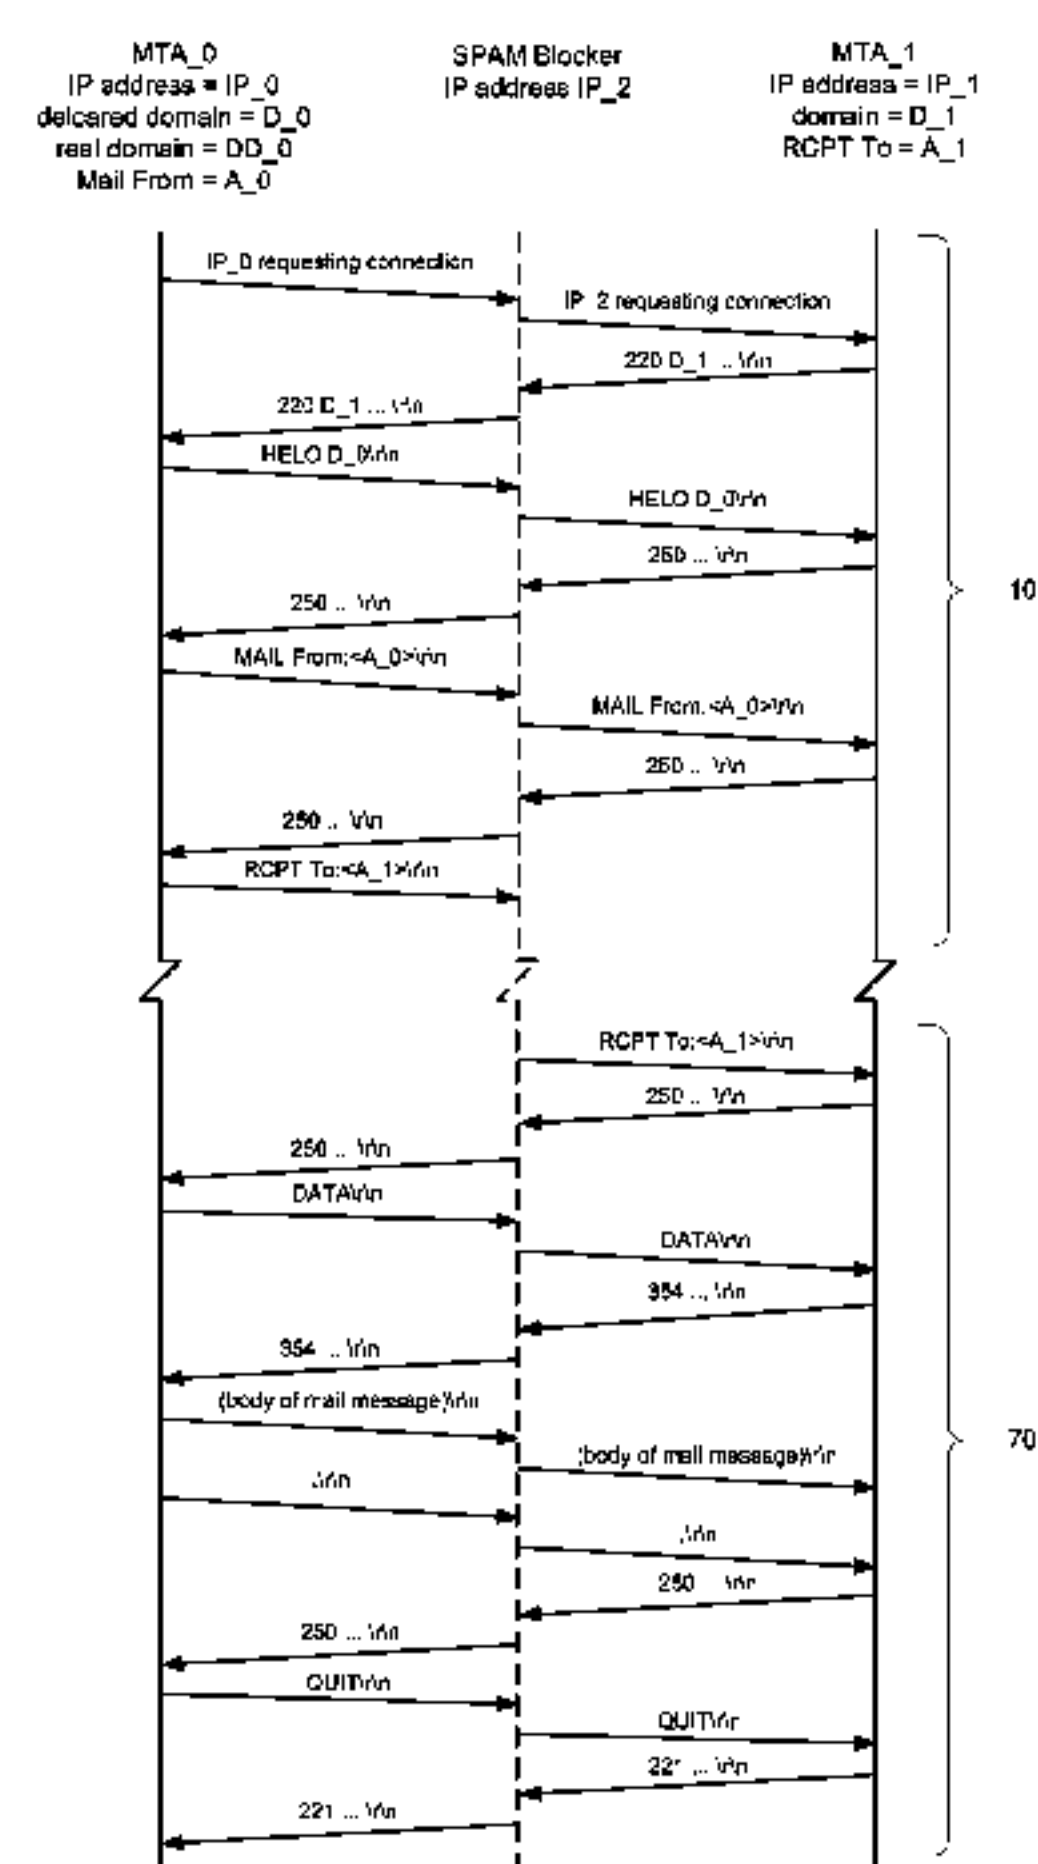 MTA_0
IP address = IP_0
delcared domain = D_0
real domain = DD_0
Mail From = A_0
SPAM Blocker
IP address IP_2
MTA_1
IP address = IP_1
domain = D_1
RCPT To = A_1
IP_0 requesting connection
IP_2 requesting connection
220 D_1 ... \r\n
220 D_1 ... \r\n
HELO D_0\r\n
HELO D_0\r\n
250 ... \r\n
250 ... \r\n
10
MAIL From:<A_0>\r\n
MAIL From:<A_0>\r\n
250 ... \r\n
250 ... \r\n
RCPT To:<A_1>\r\n
RCPT To:<A_1>\r\n
250 ... \r\n
250 ... \r\n
DATA\r\n
DATA\r\n
354 ... \r\n
354 ... \r\n
(body of mail message)\r\n
70
(body of mail message)\r\n
.\r\n
.\r\n
250 ... \r\n
250 ... \r\n
QUIT\r\n
QUIT\r\n
221 ... \r\n
221 ... \r\n